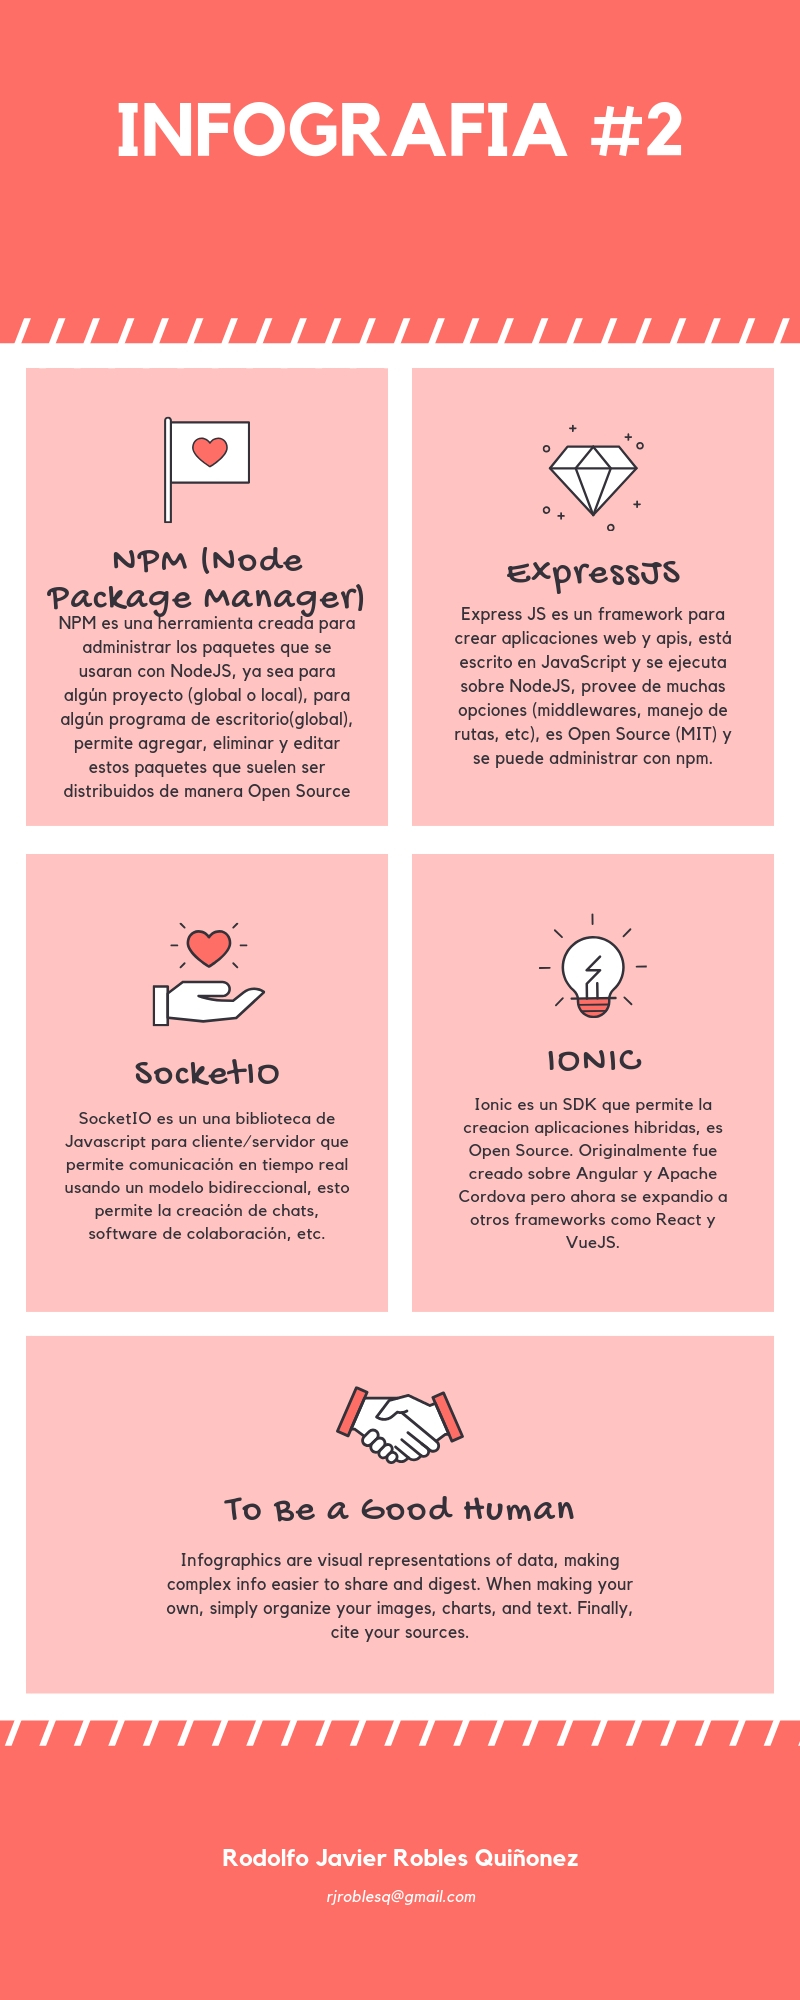 INFOGRAFIA #2
NPM (Node
Package Manager)
NPM es una herramienta creada para
administrar los paquetes que se
usaran con NodeJS, ya sea para
algún proyecto (global o local), para
algún programa de escritorio(global),
permite agregar, eliminar y editar
estos paquetes que suelen ser
distribuidos de manera Open Source
ExpressJS
Express JS es un framework para
crear aplicaciones web y apis, está
escrito en JavaScript y se ejecuta
sobre NodeJS, provee de muchas
opciones (middlewares, manejo de
rutas, etc), es Open Source (MIT) y
se puede administrar con npm.
SocketIO
SocketIO es un una biblioteca de
Javascript para cliente/servidor que
permite comunicación en tiempo real
usando un modelo bidireccional, esto
permite la creación de chats,
software de colaboración, etc.
IONIC
Ionic es un SDK que permite la
creacion aplicaciones hibridas, es
Open Source. Originalmente fue
creado sobre Angular y Apache
Cordova pero ahora se expandio a
otros frameworks como React y
VueJS.
To Be a Good Human
Infographics are visual representations of data, making
complex info easier to share and digest. When making your
own, simply organize your images, charts, and text. Finally,
cite your sources.
Rodolfo Javier Robles Quiñonez
rjroblesq@gmail.com